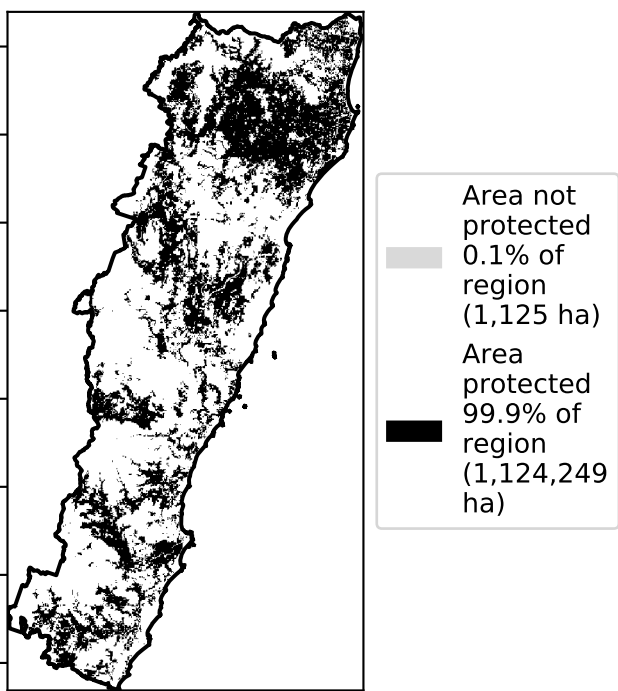 Area not
protected
0.1% of
region
(1,125 ha)
Area
protected
99.9% of
region
(1,124,249
ha)